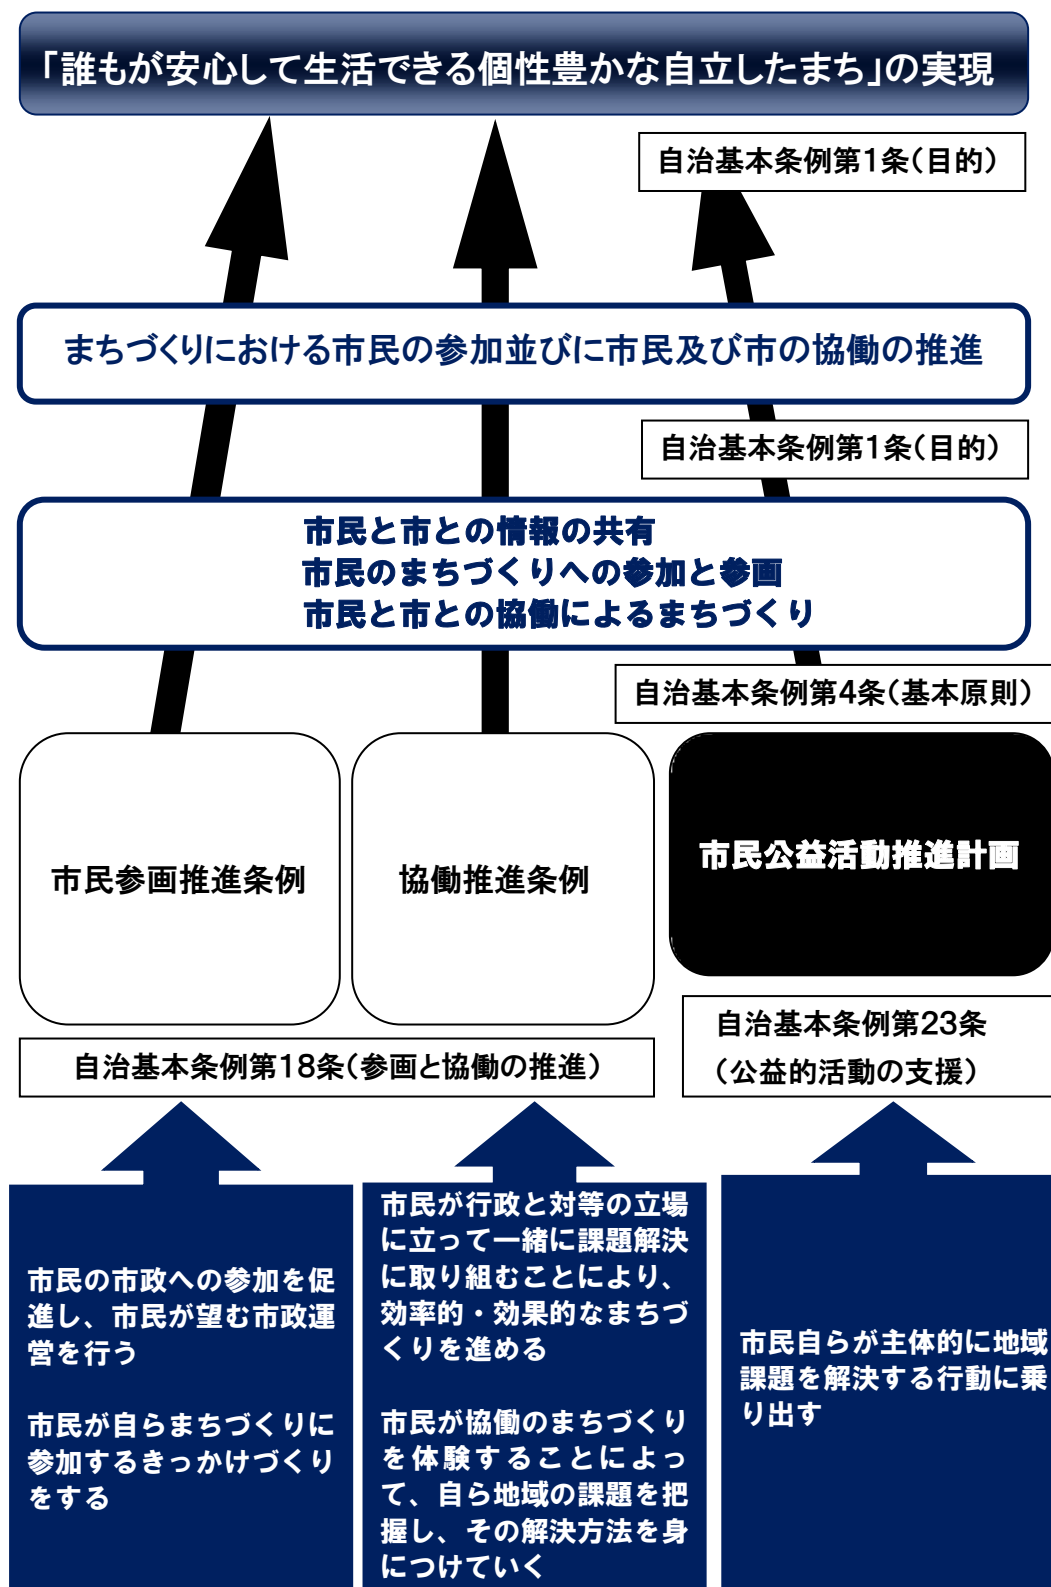 「誰もが安心して生活できる個性豊かな自立したまち」の実現
自治基本条例第1条(目的)
まちづくりにおける市民の参加並びに市民及び市の協働の推進
自治基本条例第1条(目的)
市民と市との情報の共有
市民のまちづくりへの参加と参画
市民と市との協働によるまちづくり
自治基本条例第4条(基本原則)
市民参画推進条例
協働推進条例
市民公益活動推進計画
自治基本条例第18条(参画と協働の推進)
自治基本条例第23条
(公益的活動の支援)
市民の市政への参加を促
進し、市民が望む市政運
営を行う
市民が自らまちづくりに
参加するきっかけづくり
をする
市民が行政と対等の立場
に立って一緒に課題解決
に取り組むことにより、
効率的・効果的なまちづ
くりを進める
市民が協働のまちづくり
を体験することによっ
て、自ら地域の課題を把
握し、その解決方法を身
につけていく
市民自らが主体的に地域
課題を解決する行動に乗
り出す